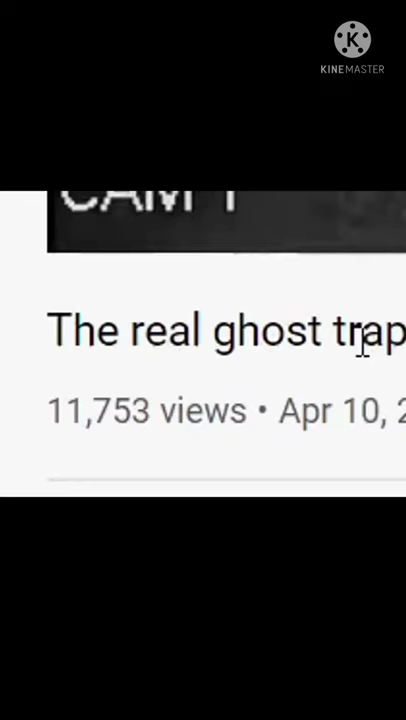 K
KINEMASTER
CAM 1
The real ghost trap
11,753 views • Apr 10, 2